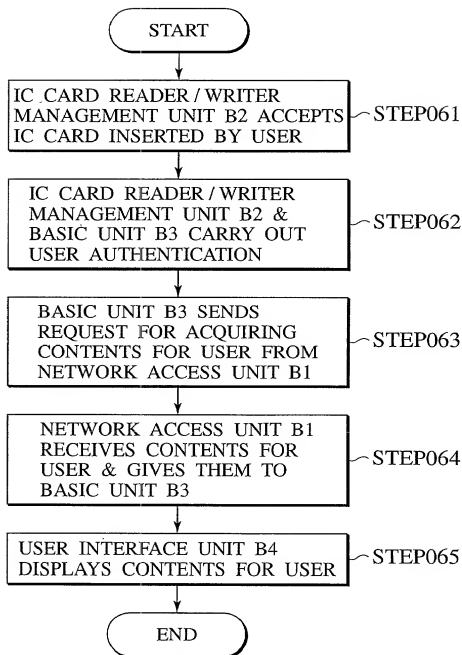 START
IC CARD READER / WRITER
MANAGEMENT UNIT B2 ACCEPTS
IC CARD INSERTED BY USER
STEP061
IC CARD READER / WRITER
MANAGEMENT UNIT B2 &
BASIC UNIT B3 CARRY OUT
USER AUTHENTICATION
STEP062
BASIC UNIT B3 SENDS
REQUEST FOR ACQUIRING
CONTENTS FOR USER FROM
NETWORK ACCESS UNIT B1
STEP063
NETWORK ACCESS UNIT B1
RECEIVES CONTENTS FOR
USER & GIVES THEM TO
BASIC UNIT B3
STEP064
USER INTERFACE UNIT B4
DISPLAYS CONTENTS FOR USER
STEP065
END